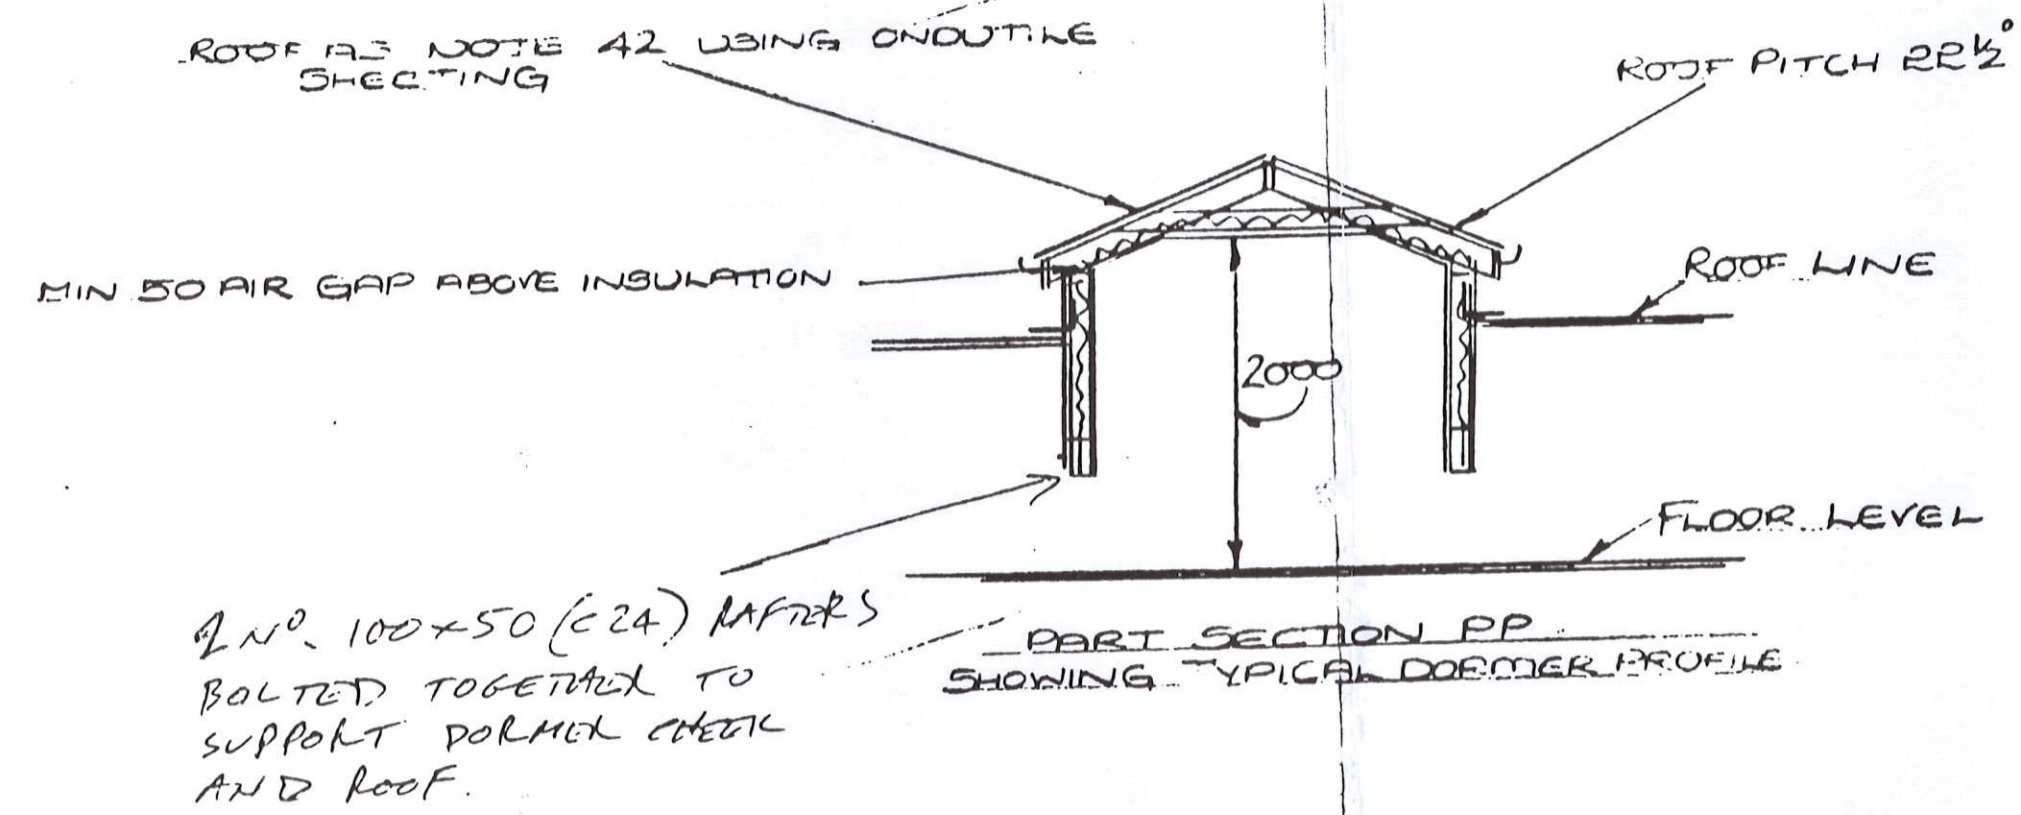 ROOF AS NOTE 42 USING ONDUTILE
SHEETING
ROOF PITCH 22½°
MIN 50 AIR GAP ABOVE INSULATION
ROOF LINE
2000
FLOOR LEVEL
2 Nº. 100x50 (C24) RAFTERS
BOLTED TOGETHER TO
SUPPORT DORMER CHEEK
AND ROOF.
PART SECTION PP
SHOWING TYPICAL DORMER PROFILE